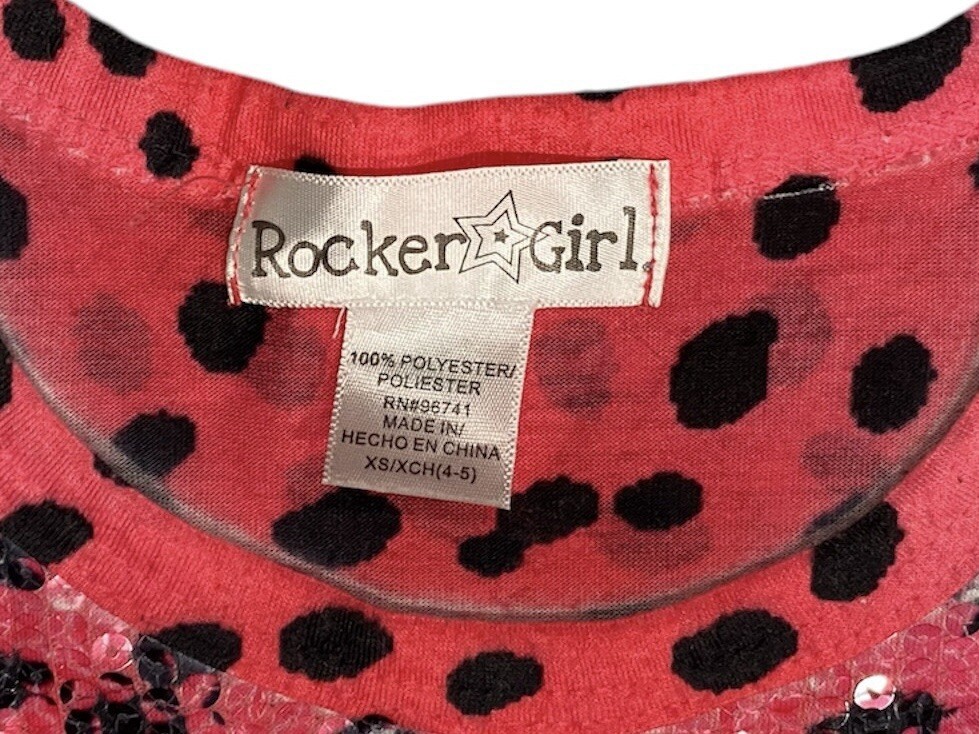 Rocker Girl
100% POLYESTER/
POLIESTER
RN#96741
MADE IN/
HECHO EN CHINA
XS/XCH(4-5)